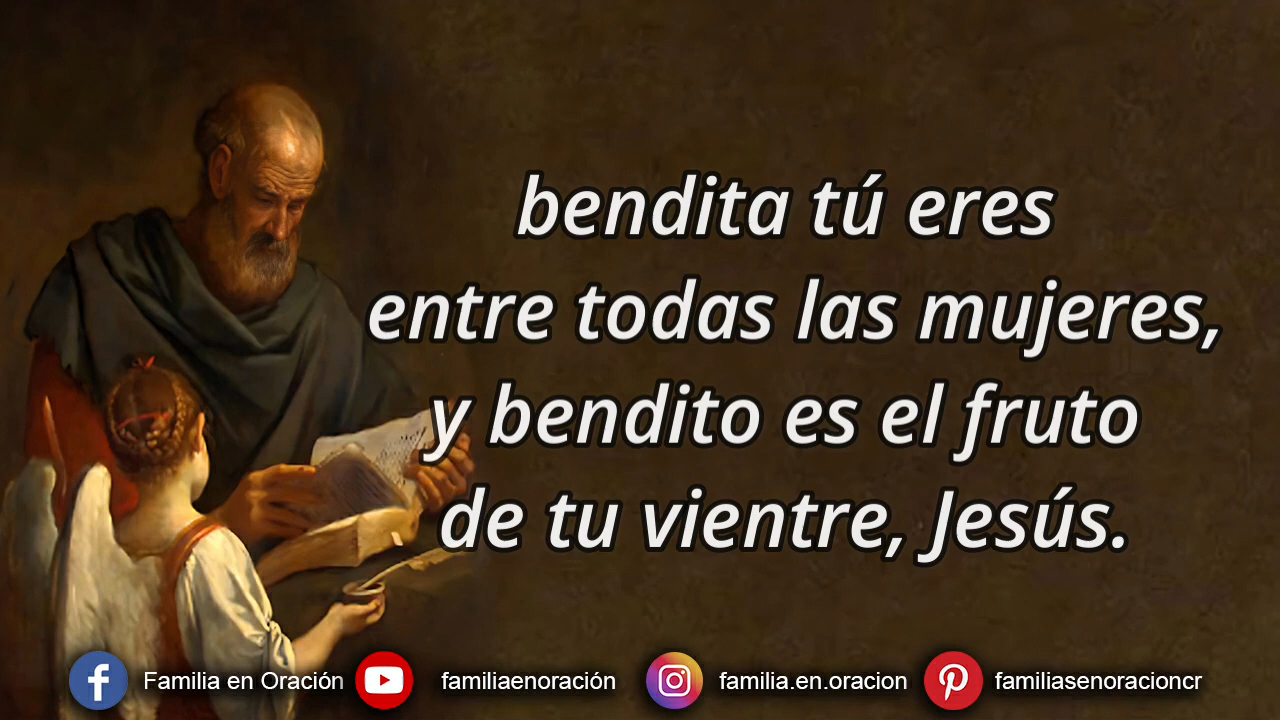 bendita tú eres
entre todas las mujeres,
y bendito es el fruto
de tu vientre, Jesús.
Familia en Oración familiaenoración familia.en.oracion familiasenoracioncr